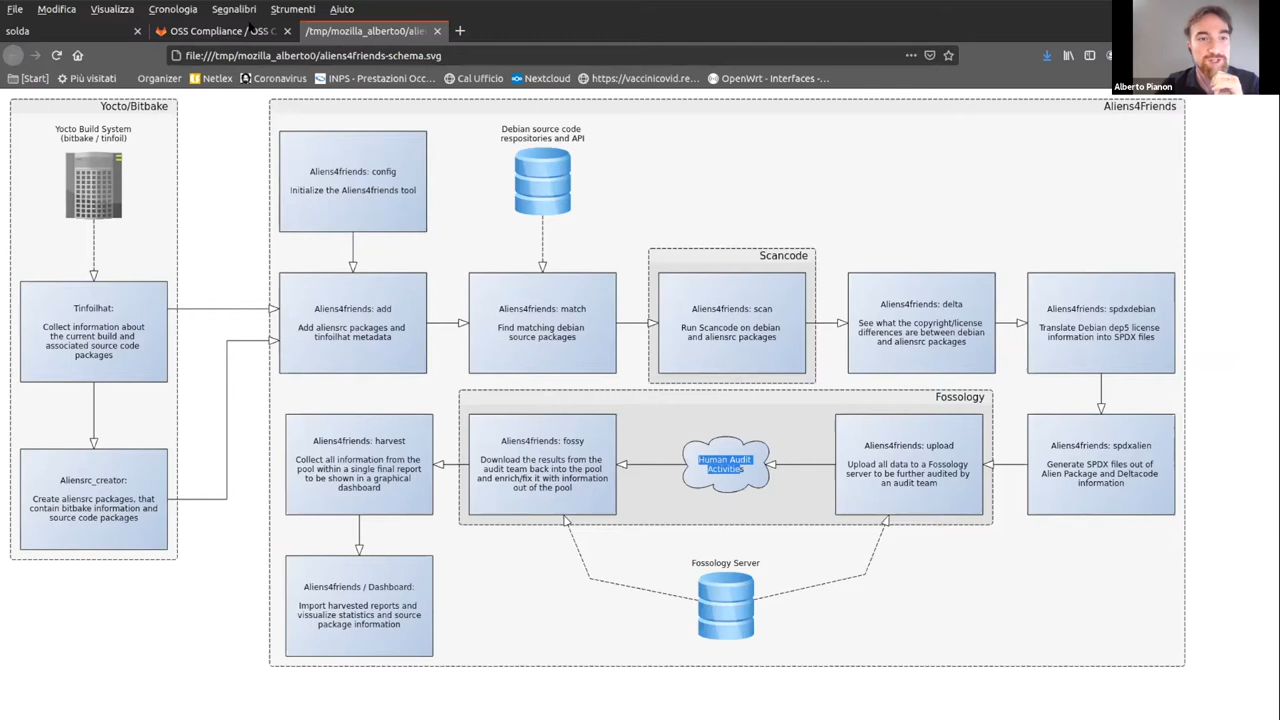 File Modifica Visualizza Cronologia Segnalibri Strumenti Aiuto
solda
OSS Compliance / OSS C
/tmp/mozilla_alberto0/alien
file:///tmp/mozilla_alberto0/aliens4friends-schema.svg
[Start] Più visitati Organizer Netlex Coronavirus INPS - Prestazioni Occ... Cal Ufficio Nextcloud https://vaccinicovid.re... OpenWrt - Interfaces -...
Alberto Pianon
Yocto/Bitbake
Yocto Build System
(bitbake / tinfoil)
Tinfoilhat:
Collect information about
the current build and
associated source code
packages
Aliensrc_creator:
Create aliensrc packages, that
contain bitbake information and
source code packages
Aliens4Friends
Aliens4friends: config
Initialize the Aliens4friends tool
Debian source code
respositories and API
Aliens4friends: add
Add aliensrc packages and
tinfoilhat metadata
Aliens4friends: match
Find matching debian
source packages
Scancode
Aliens4friends: scan
Run Scancode on debian
and aliensrc packages
Aliens4friends: delta
See what the copyright/license
differences are between debian
and aliensrc packages
Aliens4friends: spdxdebian
Translate Debian dep5 license
information into SPDX files
Aliens4friends: harvest
Collect all information from the
pool within a single final report
to be shown in a graphical
dashboard
Fossology
Aliens4friends: fossy
Download the results from the
audit team back into the pool
and enrich/fix it with information
out of the pool
Human Audit
Activities
Aliens4friends: upload
Upload all data to a Fossology
server to be further audited by
an audit team
Aliens4friends: spdxalien
Generate SPDX files out of
Alien Package and Deltacode
information
Aliens4friends / Dashboard:
Import harvested reports and
vissualize statistics and source
package information
Fossology Server